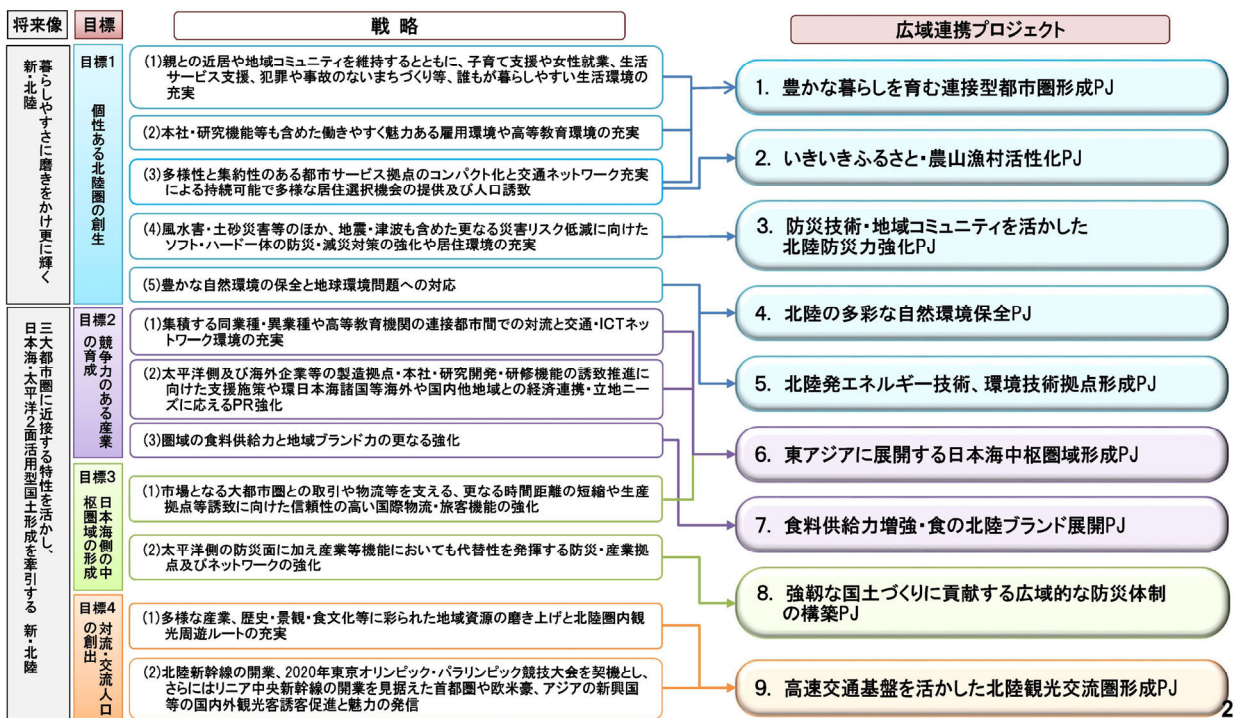 将来像
目標
戦 略
広域連携プロジェクト
暮らしやすさに磨きをかけ更に輝く
新・北陸
目標1
個性ある北陸圏の創生
(1)親との近居や地域コミュニティを維持するとともに、子育て支援や女性就業、生活
サービス支援、犯罪や事故のないまちづくり等、誰もが暮らしやすい生活環境の
充実
(2)本社・研究機能等も含めた働きやすく魅力ある雇用環境や高等教育環境の充実
(3)多様性と集約性のある都市サービス拠点のコンパクト化と交通ネットワーク充実
による持続可能で多様な居住選択機会の提供及び人口誘致
(4)風水害・土砂災害等のほか、地震・津波も含めた更なる災害リスク低減に向けた
ソフト・ハード一体の防災・減災対策の強化や居住環境の充実
(5)豊かな自然環境の保全と地球環境問題への対応
三大都市圏に近接する特性を活かし、
日本海・太平洋2面活用型国土形成を牽引する 新・北陸
目標2
競争力のある産業
の育成
(1)集積する同業種・異業種や高等教育機関の連接都市間での対流と交通・ICTネッ
トワーク環境の充実
(2)太平洋側及び海外企業等の製造拠点・本社・研究開発・研修機能の誘致推進に
向けた支援施策や環日本海諸国等海外や国内他地域との経済連携・立地ニー
ズに応えるPR強化
(3)圏域の食料供給力と地域ブランド力の更なる強化
目標3
日本海側の中
枢圏域の形成
(1)市場となる大都市圏との取引や物流等を支える、更なる時間距離の短縮や生産
拠点等誘致に向けた信頼性の高い国際物流・旅客機能の強化
(2)太平洋側の防災面に加え産業等機能においても代替性を発揮する防災・産業拠
点及びネットワークの強化
目標4
対流・交流人口
の創出
(1)多様な産業、歴史・景観・食文化等に彩られた地域資源の磨き上げと北陸圏内観
光周遊ルートの充実
(2)北陸新幹線の開業、2020年東京オリンピック・パラリンピック競技大会を契機とし、
さらにはリニア中央新幹線の開業を見据えた首都圏や欧米豪、アジアの新興国
等の国内外観光客誘客促進と魅力の発信
1. 豊かな暮らしを育む連接型都市圏形成PJ
2. いきいきふるさと・農山漁村活性化PJ
3. 防災技術・地域コミュニティを活かした
北陸防災力強化PJ
4. 北陸の多彩な自然環境保全PJ
5. 北陸発エネルギー技術、環境技術拠点形成PJ
6. 東アジアに展開する日本海中枢圏域形成PJ
7. 食料供給力増強・食の北陸ブランド展開PJ
8. 強靭な国土づくりに貢献する広域的な防災体制
の構築PJ
9. 高速交通基盤を活かした北陸観光交流圏形成PJ
2